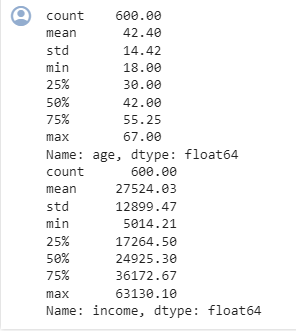 count    600.00
mean      42.40
std       14.42
min       18.00
25%       30.00
50%       42.00
75%       55.25
max       67.00
Name: age, dtype: float64
count      600.00
mean     27524.03
std      12899.47
min       5014.21
25%      17264.50
50%      24925.30
75%      36172.67
max      63130.10
Name: income, dtype: float64